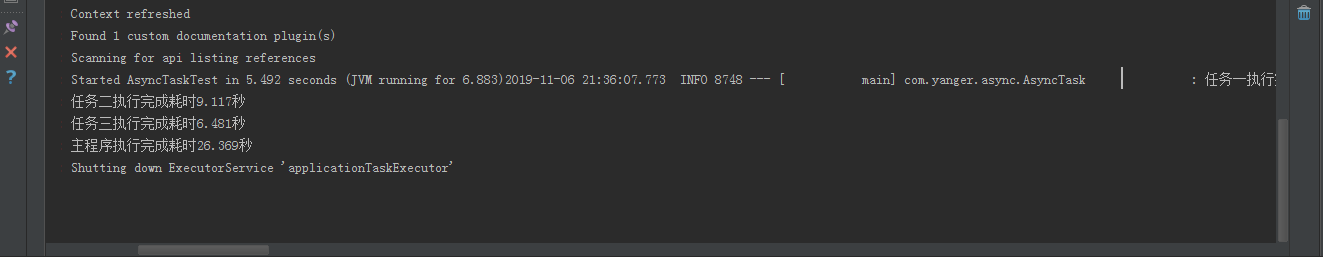 Context refreshed
Found 1 custom documentation plugin(s)
Scanning for api listing references
Started AsyncTaskTest in 5.492 seconds (JVM running for 6.883)2019-11-06 21:36:07.773  INFO 8748 --- [           main] com.yanger.async.AsyncTask               : 任务一执行
任务二执行完成耗时9.117秒
任务三执行完成耗时6.481秒
主程序执行完成耗时26.369秒
Shutting down ExecutorService 'applicationTaskExecutor'